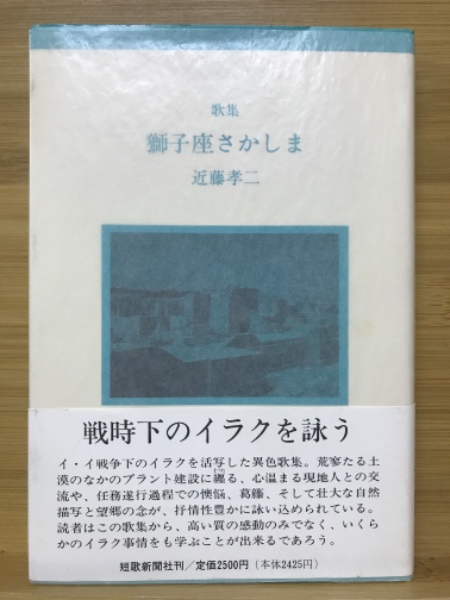 歌集
獅子座さかしま
近藤孝二
戦時下のイラクを詠う
イ・イ戦争下のイラクを活写した異色歌集。荒寥たる土
漠のなかのプラント建設に纏る、心温まる現地人との交
流や、任務遂行過程での懊悩、葛籐、そして壮大な自然
描写と望郷の念が、抒情性豊かに詠い込められている。
読者はこの歌集から、高い質の感動のみでなく、いくら
かのイラク事情をも学ぶことが出来るであろう。
短歌新聞社刊/定価2500円(本体2425円)